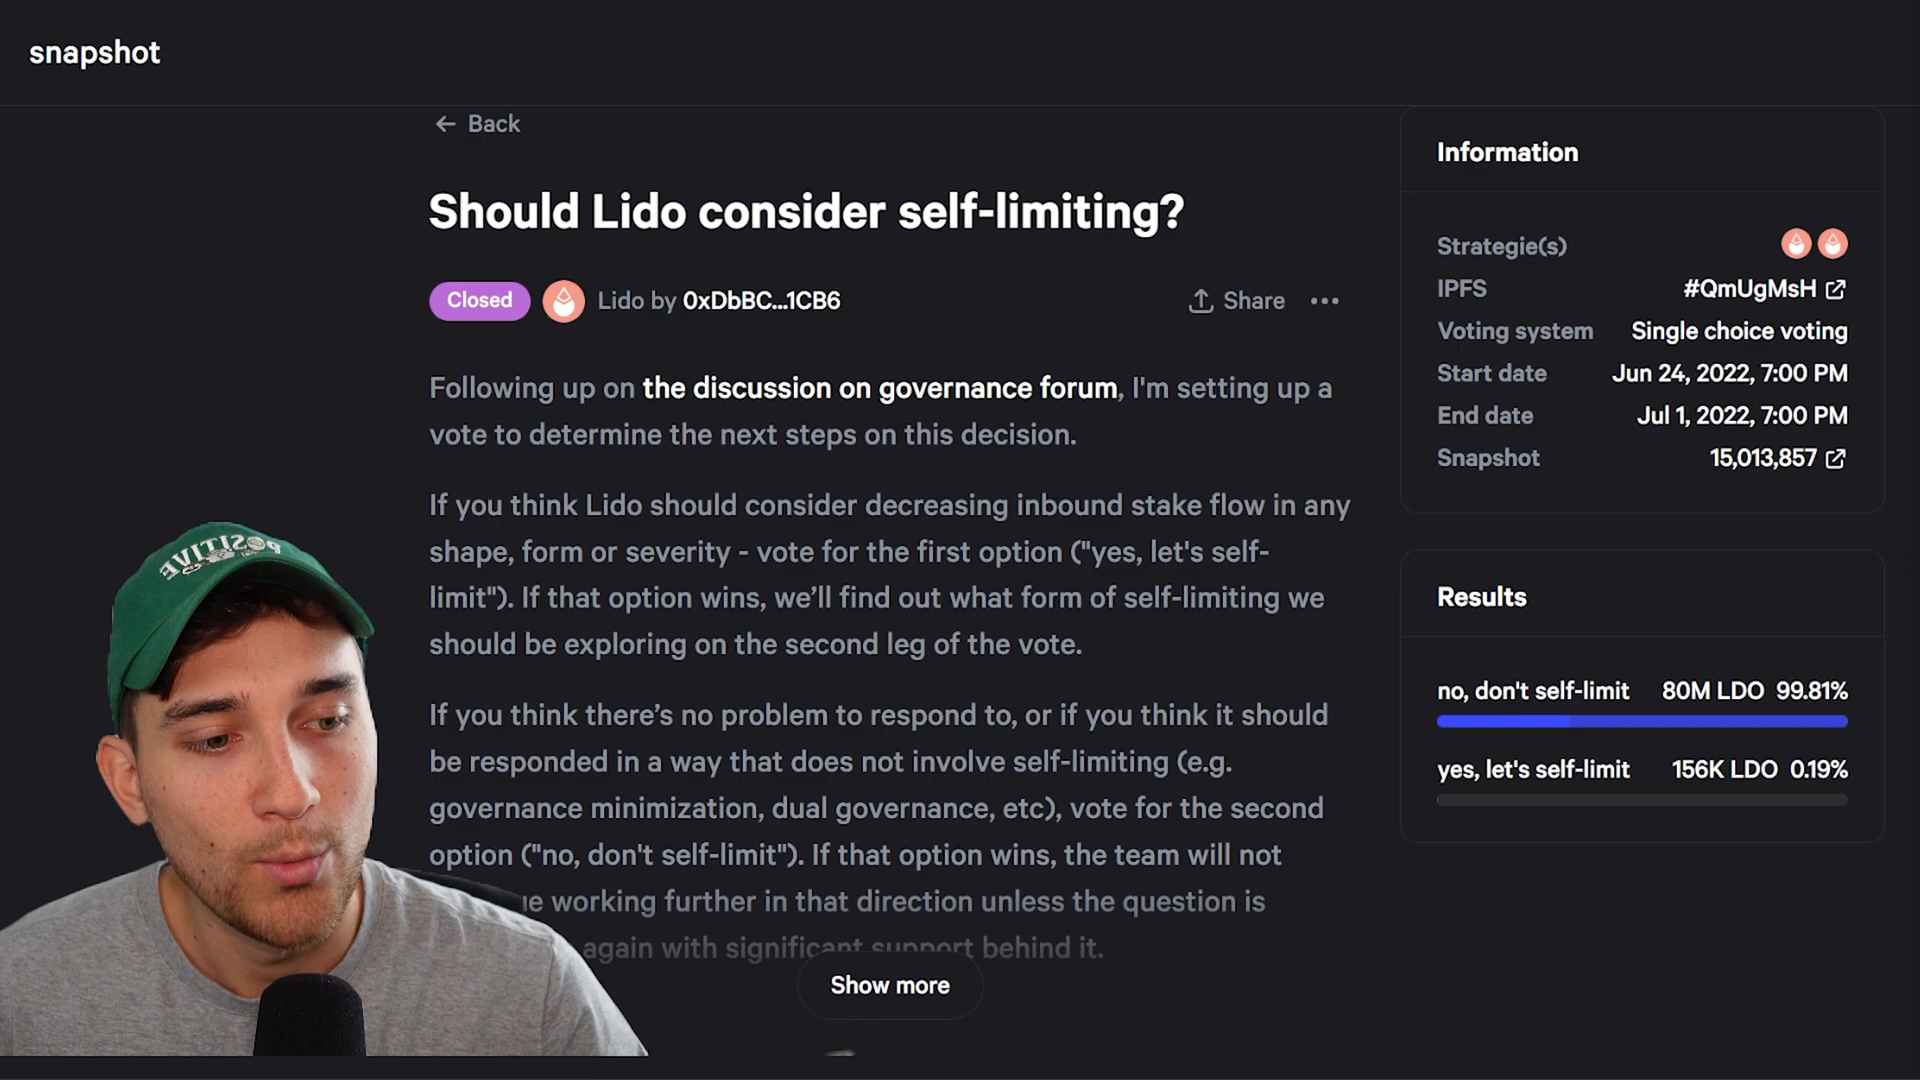 snapshot
← Back
Should Lido consider self-limiting?
Closed Lido by 0xDbBC...1CB6 Share
Following up on the discussion on governance forum, I'm setting up a
vote to determine the next steps on this decision.
If you think Lido should consider decreasing inbound stake flow in any
shape, form or severity - vote for the first option ("yes, let's self-
limit"). If that option wins, we’ll find out what form of self-limiting we
should be exploring on the second leg of the vote.
If you think there’s no problem to respond to, or if you think it should
be responded in a way that does not involve self-limiting (e.g.
governance minimization, dual governance, etc), vote for the second
option ("no, don't self-limit"). If that option wins, the team will not
working further in that direction unless the question is
again with significant support behind it.
Show more
Information
Strategie(s)
IPFS #QmUgMsH
Voting system Single choice voting
Start date Jun 24, 2022, 7:00 PM
End date Jul 1, 2022, 7:00 PM
Snapshot 15,013,857
Results
no, don't self-limit 80M LDO 99.81%
yes, let's self-limit 156K LDO 0.19%
POSITIVE